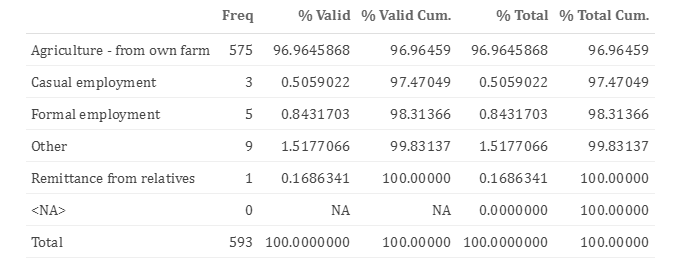 Freq % Valid % Valid Cum. % Total % Total Cum.
Agriculture - from own farm 575 96.9645868 96.96459 96.9645868 96.96459
Casual employment 3 0.5059022 97.47049 0.5059022 97.47049
Formal employment 5 0.8431703 98.31366 0.8431703 98.31366
Other 9 1.5177066 99.83137 1.5177066 99.83137
Remittance from relatives 1 0.1686341 100.00000 0.1686341 100.00000
<NA> 0 NA NA 0.0000000 100.00000
Total 593 100.0000000 100.00000 100.0000000 100.00000